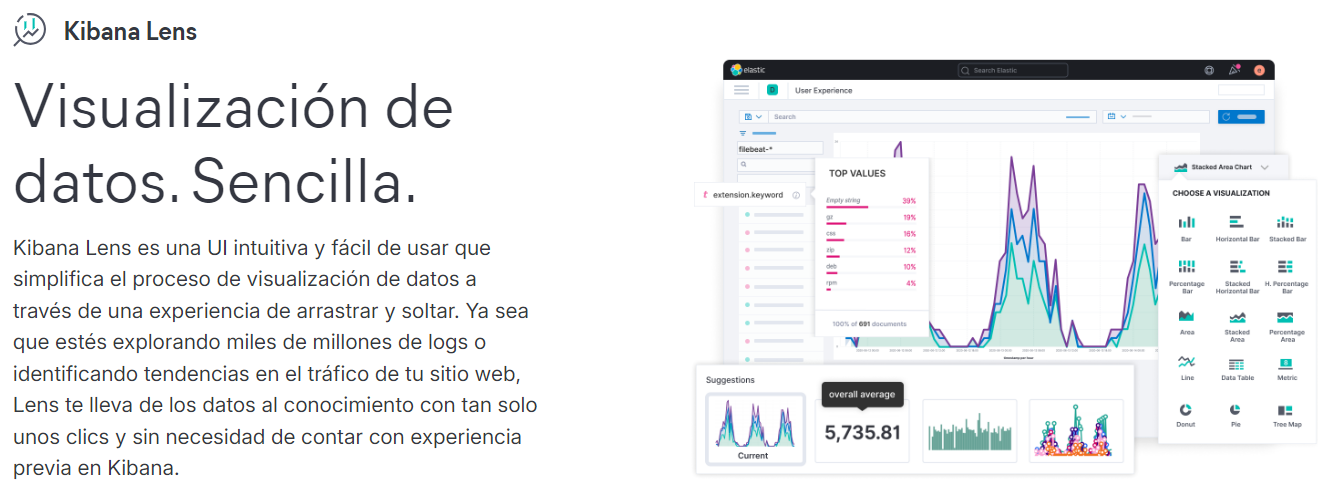 Kibana Lens
Visualización de
datos. Sencilla.
Kibana Lens es una UI intuitiva y fácil de usar que
simplifica el proceso de visualización de datos a
través de una experiencia de arrastrar y soltar. Ya sea
que estés explorando miles de millones de logs o
identificando tendencias en el tráfico de tu sitio web,
Lens te lleva de los datos al conocimiento con tan solo
unos clics y sin necesidad de contar con experiencia
previa en Kibana.
elastic
Search Elastic
D
User Experience
Search
filebeat-*
t extension.keyword
TOP VALUES
Empty string 39%
gz 19%
css 16%
zip 12%
deb 10%
rpm 4%
100% of 691 documents
Stacked Area Chart
CHOOSE A VISUALIZATION
Bar Horizontal Bar Stacked Bar
Percentage Bar
Stacked Horizontal Bar
H. Percentage Bar
Area
Stacked Area
Percentage Area
Line Data Table Metric
Donut Pie Tree Map
Suggestions
Current
overall average
5,735.81